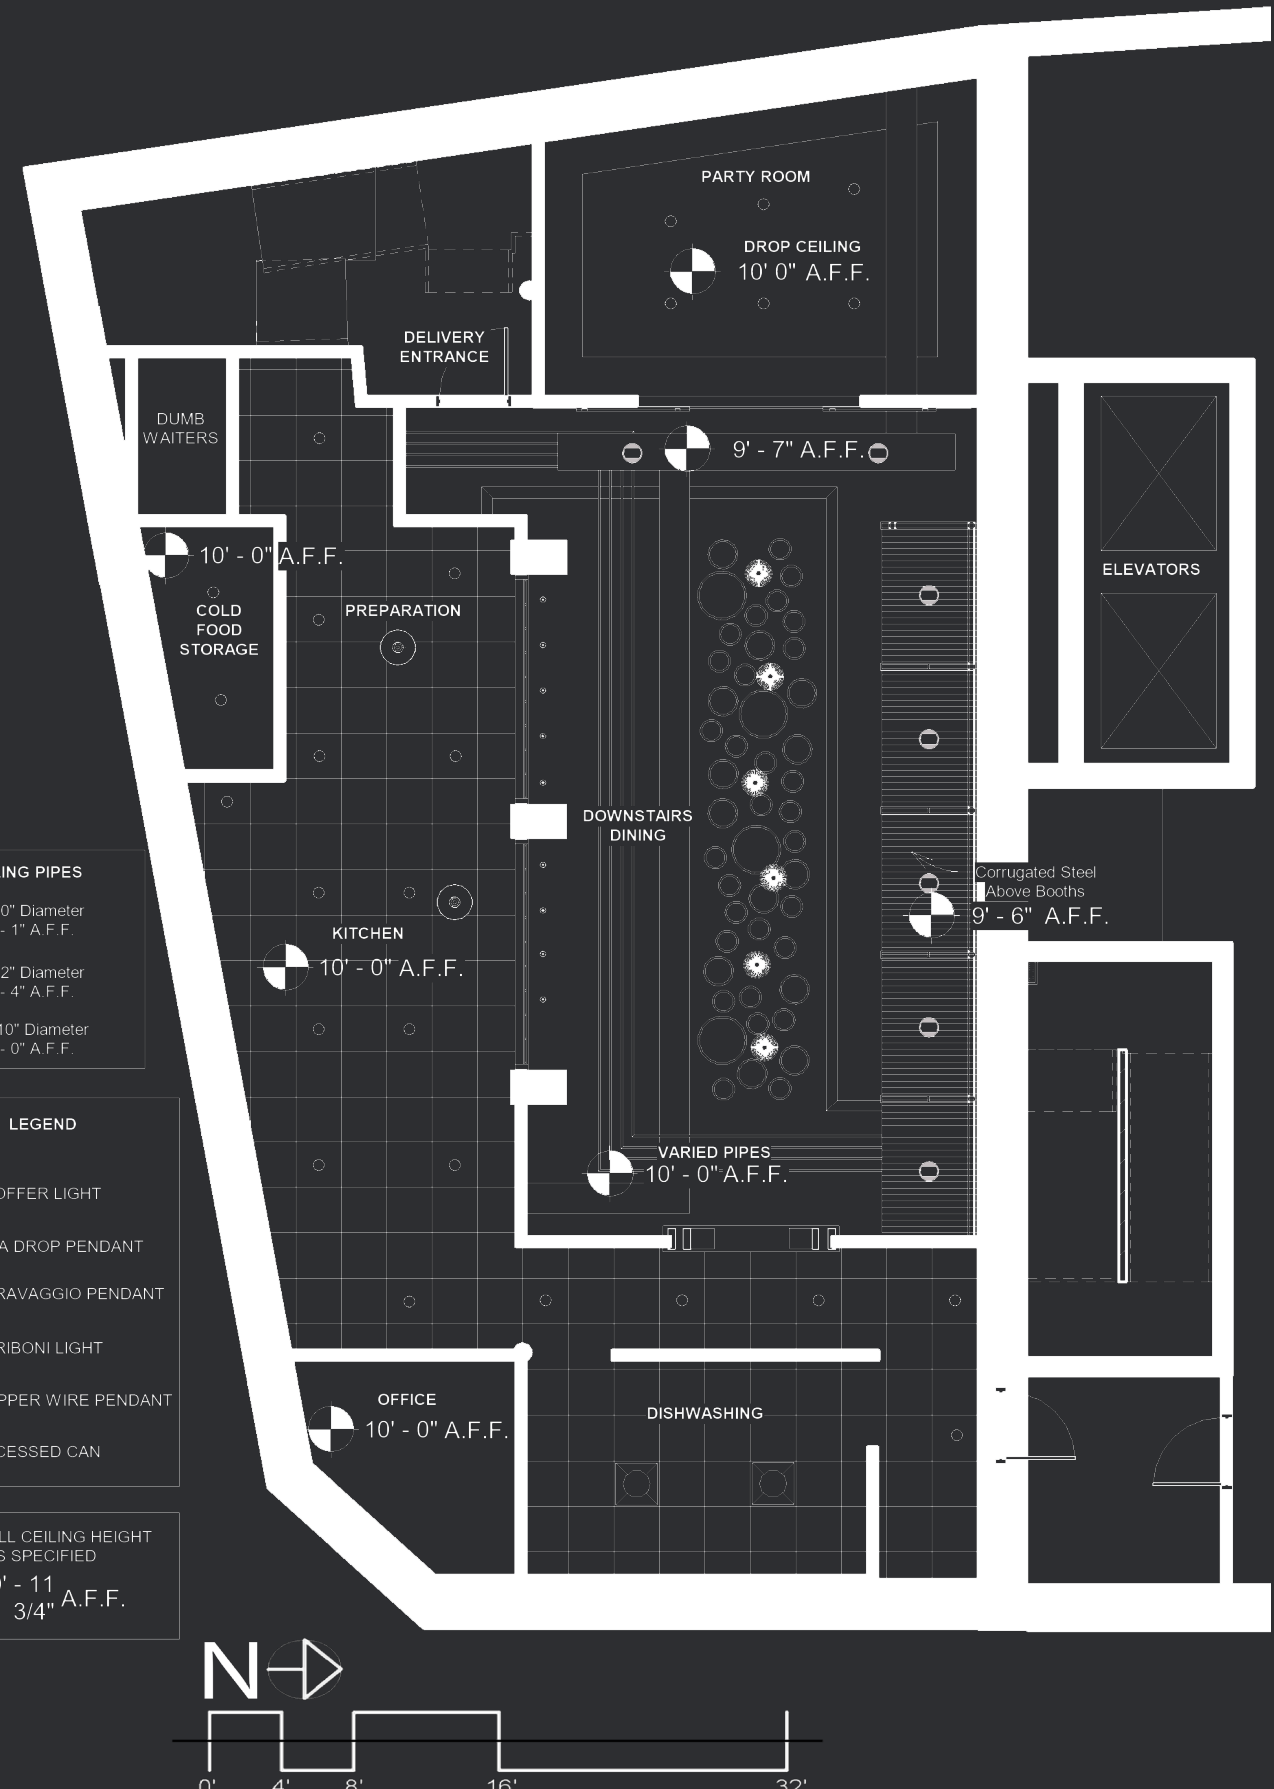 PARTY ROOM
DROP CEILING
10' 0" A.F.F.
DELIVERY
ENTRANCE
DUMB
WAITERS
9' - 7" A.F.F.
10' - 0" A.F.F.
COLD
FOOD
STORAGE
PREPARATION
ELEVATORS
DOWNSTAIRS
DINING
Corrugated Steel
Above Booths
9' - 6" A.F.F.
KITCHEN
10' - 0" A.F.F.
ING PIPES
0" Diameter
- 1" A.F.F.
2" Diameter
- 4" A.F.F.
10" Diameter
- 0" A.F.F.
LEGEND
OFFER LIGHT
A DROP PENDANT
RAVAGGIO PENDANT
RIBONI LIGHT
PPER WIRE PENDANT
CESSED CAN
VARIED PIPES
10' - 0" A.F.F.
OFFICE
10' - 0" A.F.F.
DISHWASHING
LL CEILING HEIGHT
S SPECIFIED
' - 11
3/4" A.F.F.
N
0' 4' 8' 16' 32'